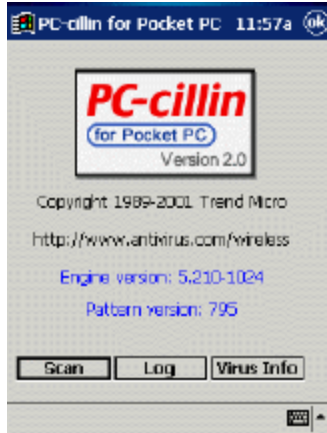 PC-cillin for Pocket PC 11:57a ok
PC-cillin
for Pocket PC
Version 2.0
Copyright 1989-2001 Trend Micro
http://www.antivirus.com/wireless
Engine version: 5.210-1024
Pattern version: 795
Scan Log Virus Info